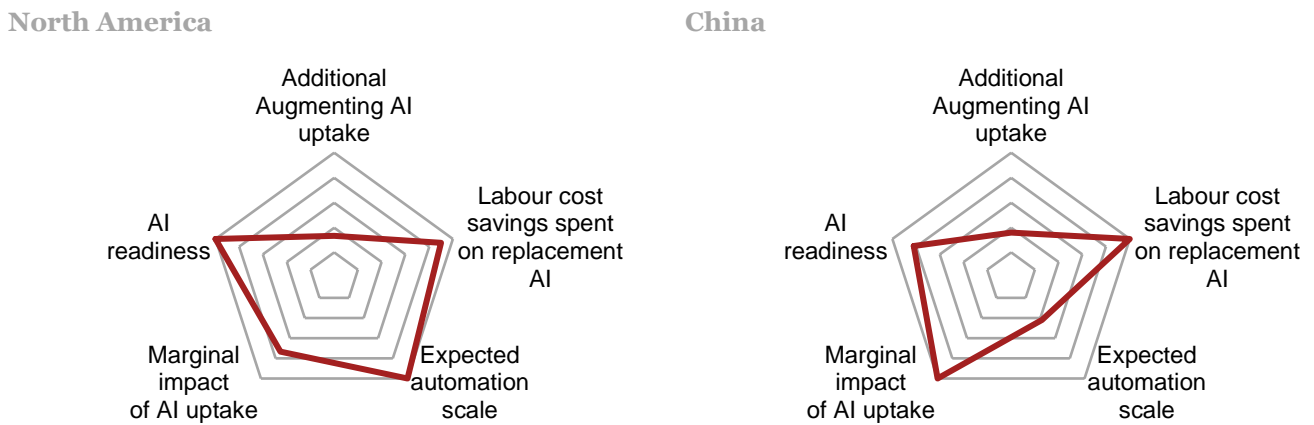 North America
Additional
Augmenting AI
uptake
AI
readiness
Labour cost
savings spent
on replacement
AI
Marginal
impact
of AI uptake
Expected
automation
scale
China
Additional
Augmenting AI
uptake
AI
readiness
Labour cost
savings spent
on replacement
AI
Marginal
impact
of AI uptake
Expected
automation
scale